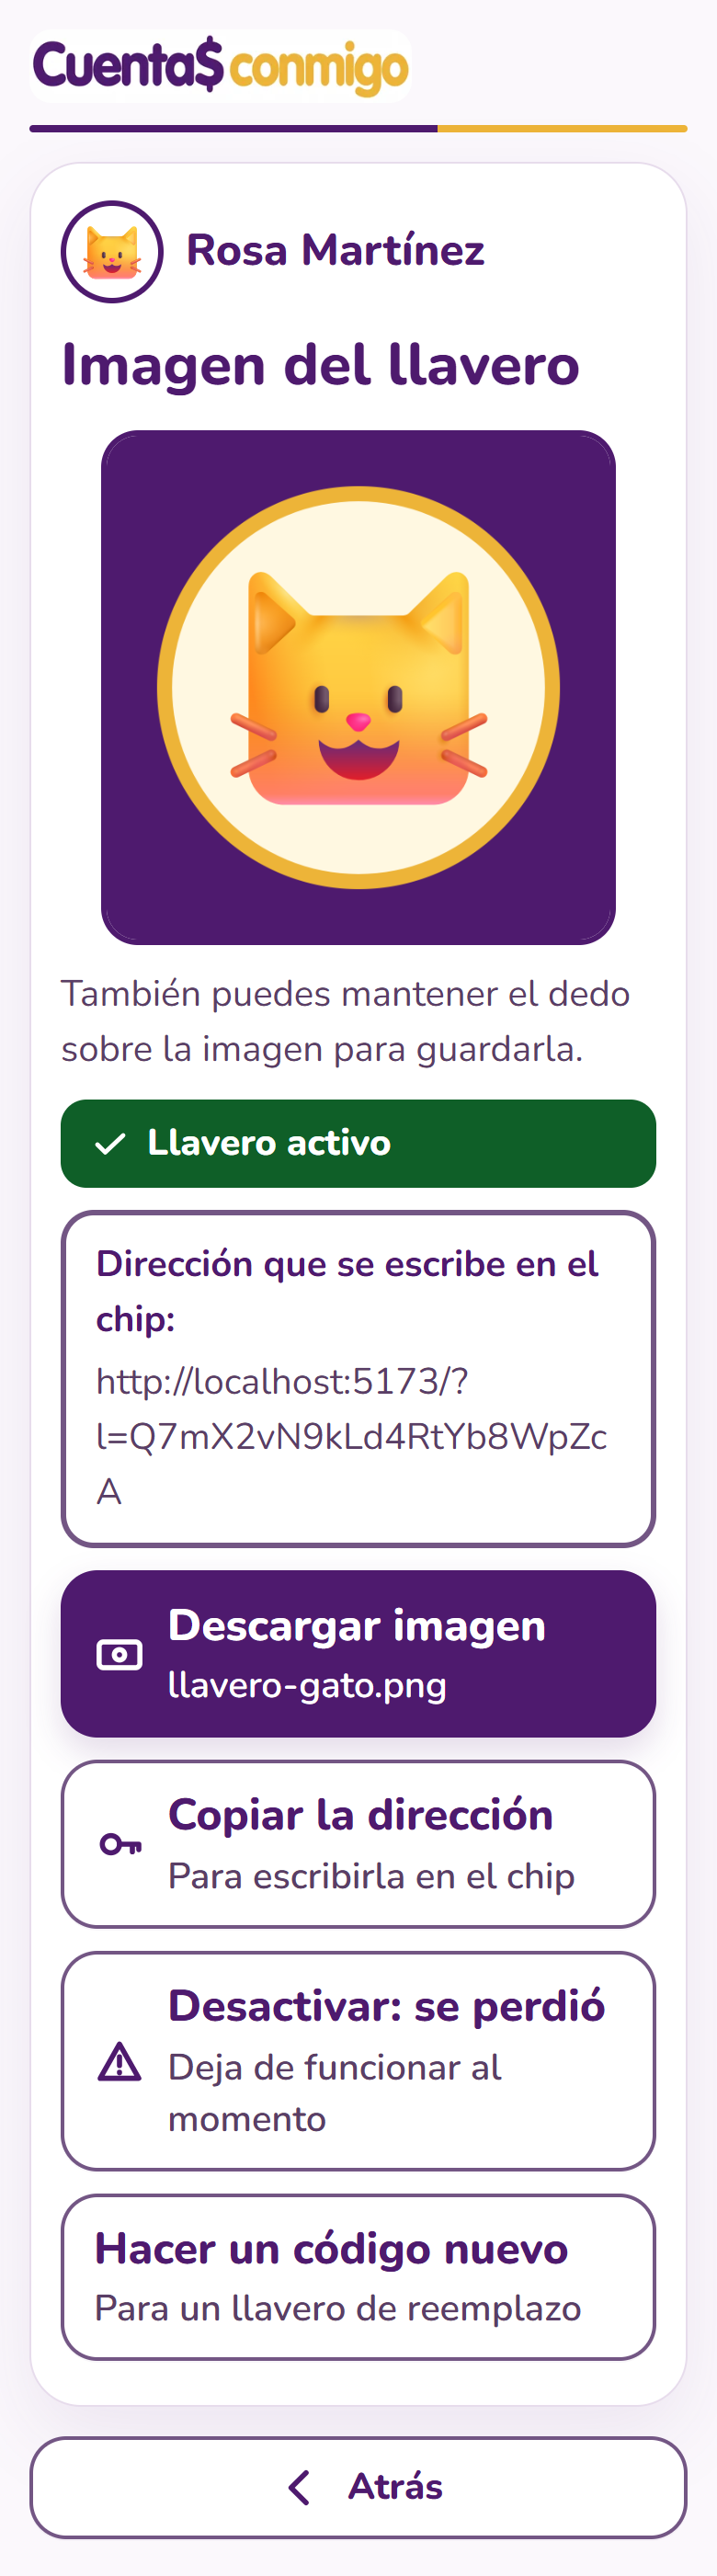 Cuenta$ conmigo
Rosa Martínez
Imagen del llavero
También puedes mantener el dedo
sobre la imagen para guardarla.
Llavero activo
Dirección que se escribe en el
chip:
http://localhost:5173/?
l=Q7mX2vN9kLd4RtYb8WpZc
A
Descargar imagen
llavero-gato.png
Copiar la dirección
Para escribirla en el chip
Desactivar: se perdió
Deja de funcionar al
momento
Hacer un código nuevo
Para un llavero de reemplazo
Atrás